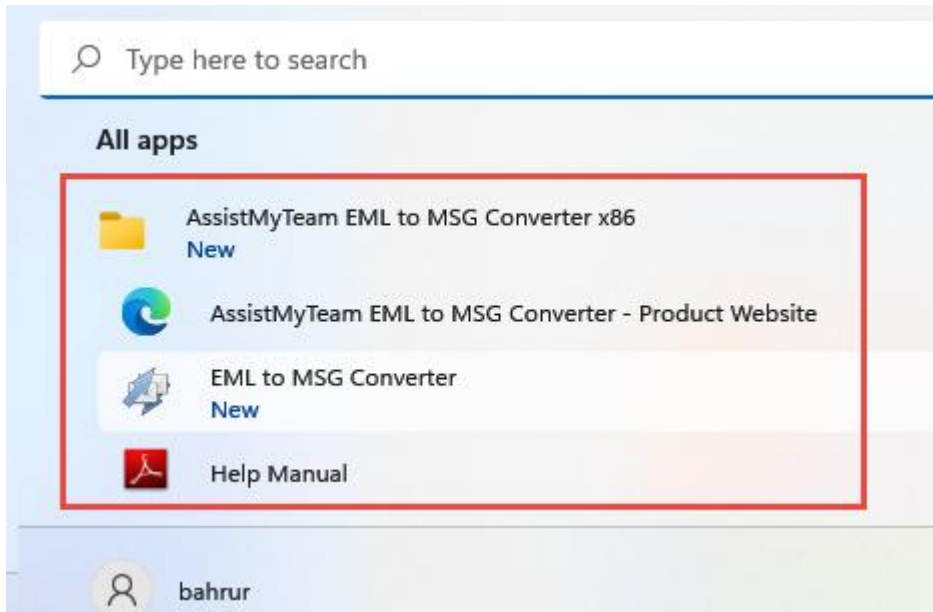 Type here to search
All apps
AssistMyTeam EML to MSG Converter x86
New
AssistMyTeam EML to MSG Converter - Product Website
EML to MSG Converter
New
Help Manual
bahrur